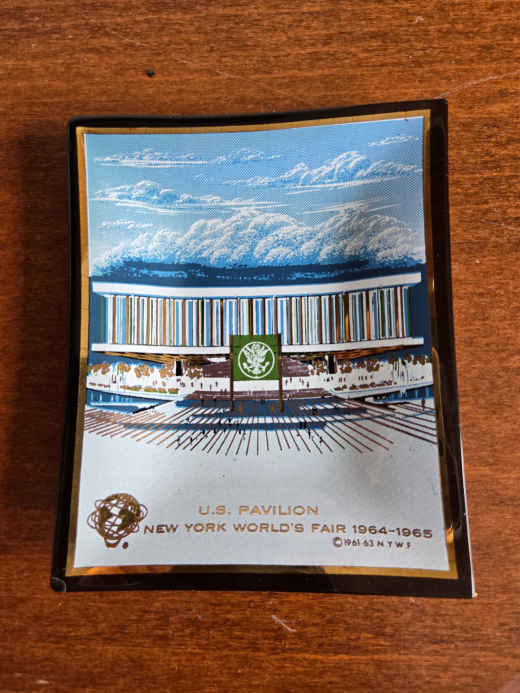 U.S. PAVILION
NEW YORK WORLD'S FAIR 1964-1965
©1961-63 N Y W F